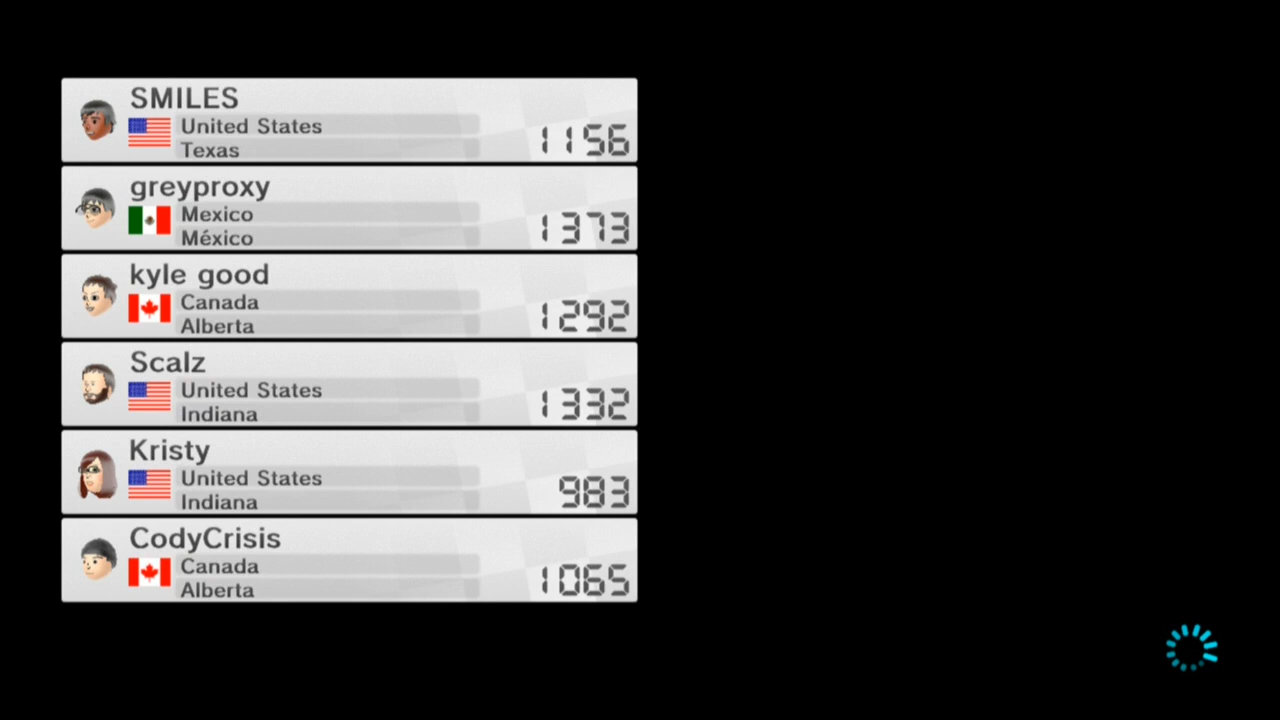 SMILES
United States
Texas
1156
greyproxy
Mexico
México
1373
kyle good
Canada
Alberta
1292
Scalz
United States
Indiana
1332
Kristy
United States
Indiana
983
CodyCrisis
Canada
Alberta
1065